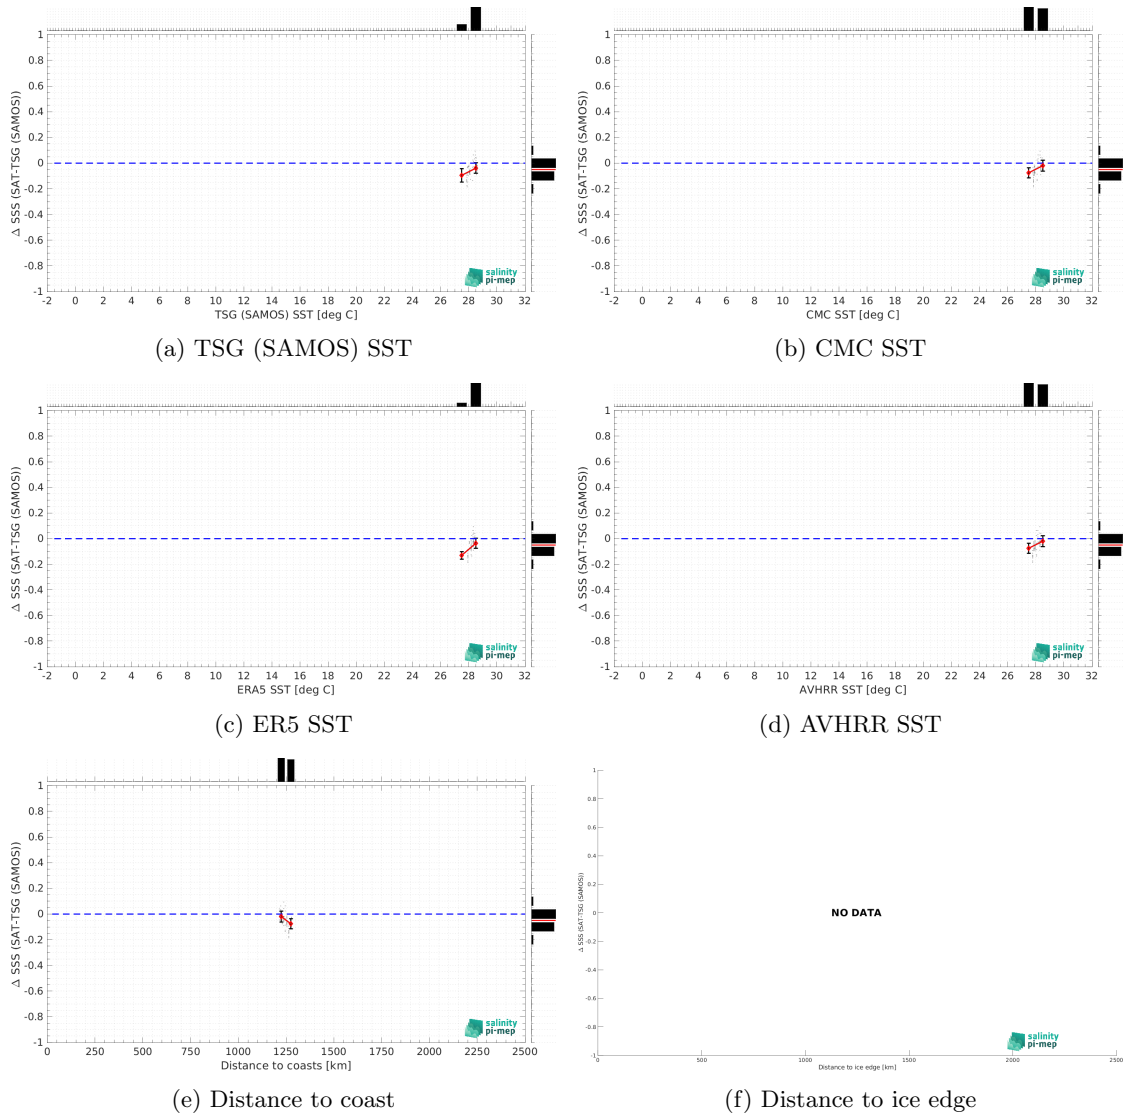 1
0.8
0.6
0.4
0.2
0
-0.2
-0.4
-0.6
-0.8
-1
Δ SSS (SAT-TSG (SAMOS))
salinity
pi-mep
-2 0 2 4 6 8 10 12 14 16 18 20 22 24 26 28 30 32
TSG (SAMOS) SST [deg C]
(a) TSG (SAMOS) SST
1
0.8
0.6
0.4
0.2
0
-0.2
-0.4
-0.6
-0.8
-1
Δ SSS (SAT-TSG (SAMOS))
salinity
pi-mep
-2 0 2 4 6 8 10 12 14 16 18 20 22 24 26 28 30 32
CMC SST [deg C]
(b) CMC SST
1
0.8
0.6
0.4
0.2
0
-0.2
-0.4
-0.6
-0.8
-1
Δ SSS (SAT-TSG (SAMOS))
salinity
pi-mep
-2 0 2 4 6 8 10 12 14 16 18 20 22 24 26 28 30 32
ERA5 SST [deg C]
(c) ER5 SST
1
0.8
0.6
0.4
0.2
0
-0.2
-0.4
-0.6
-0.8
-1
Δ SSS (SAT-TSG (SAMOS))
salinity
pi-mep
-2 0 2 4 6 8 10 12 14 16 18 20 22 24 26 28 30 32
AVHRR SST [deg C]
(d) AVHRR SST
1
0.8
0.6
0.4
0.2
0
-0.2
-0.4
-0.6
-0.8
-1
Δ SSS (SAT-TSG (SAMOS))
salinity
pi-mep
0 250 500 750 1000 1250 1500 1750 2000 2250 2500
Distance to coasts [km]
(e) Distance to coast
1
0.8
0.6
0.4
0.2
0
-0.2
-0.4
-0.6
-0.8
-1
Δ SSS (SAT-TSG (SAMOS))
NO DATA
salinity
pi-mep
0 500 1000 1500 2000 2500
Distance to ice edge [km]
(f) Distance to ice edge